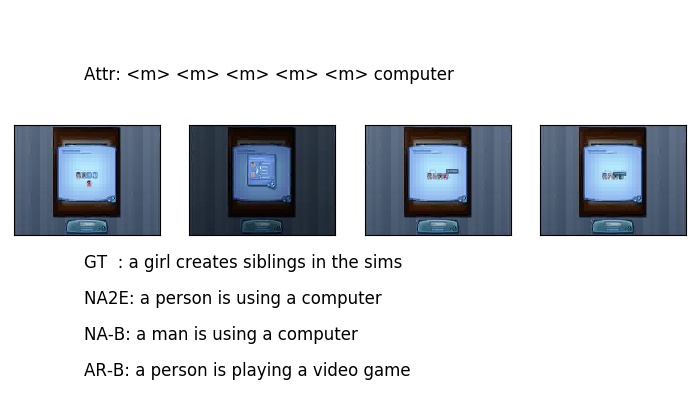 Attr: <m> <m> <m> <m> <m> computer
GT  : a girl creates siblings in the sims
NA2E: a person is using a computer
NA-B: a man is using a computer
AR-B: a person is playing a video game